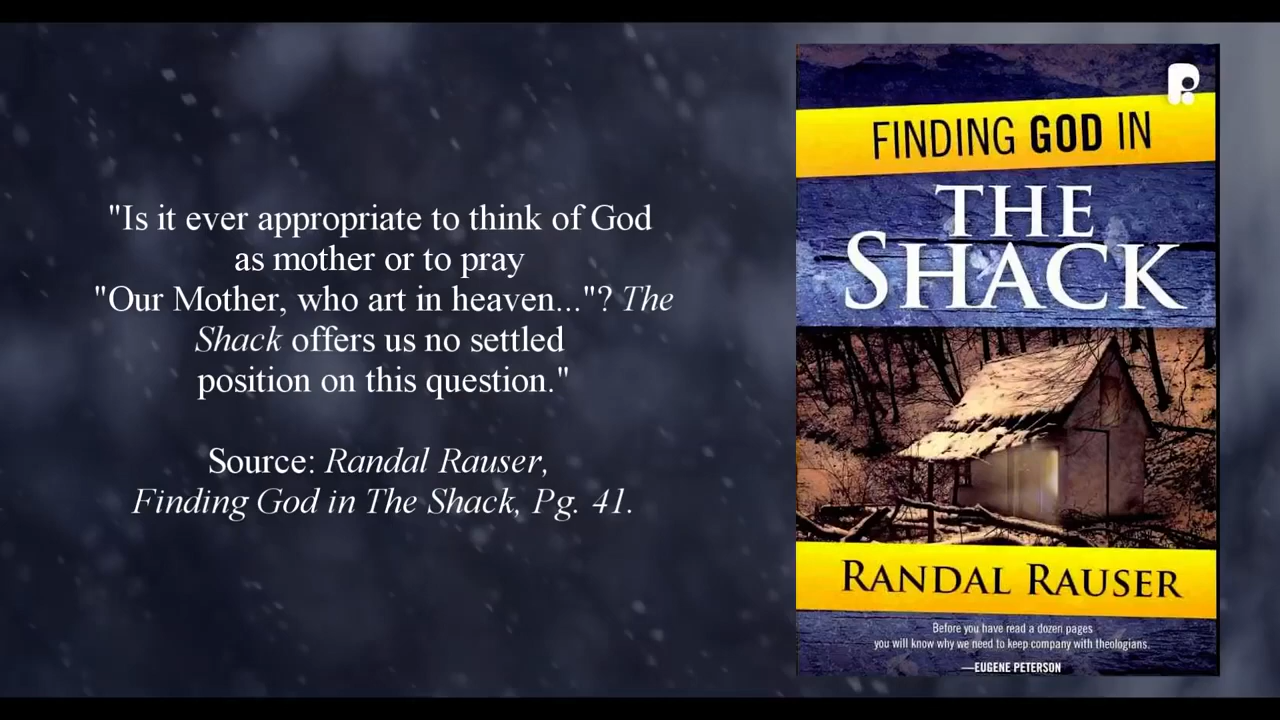 "Is it ever appropriate to think of God
as mother or to pray
"Our Mother, who art in heaven..."? The
Shack offers us no settled
position on this question."
Source: Randal Rauser,
Finding God in The Shack, Pg. 41.
FINDING GOD IN
THE
SHACK
RANDAL RAUSER
Before you have read a dozen pages
you will know why we need to keep company with theologians.
—EUGENE PETERSON